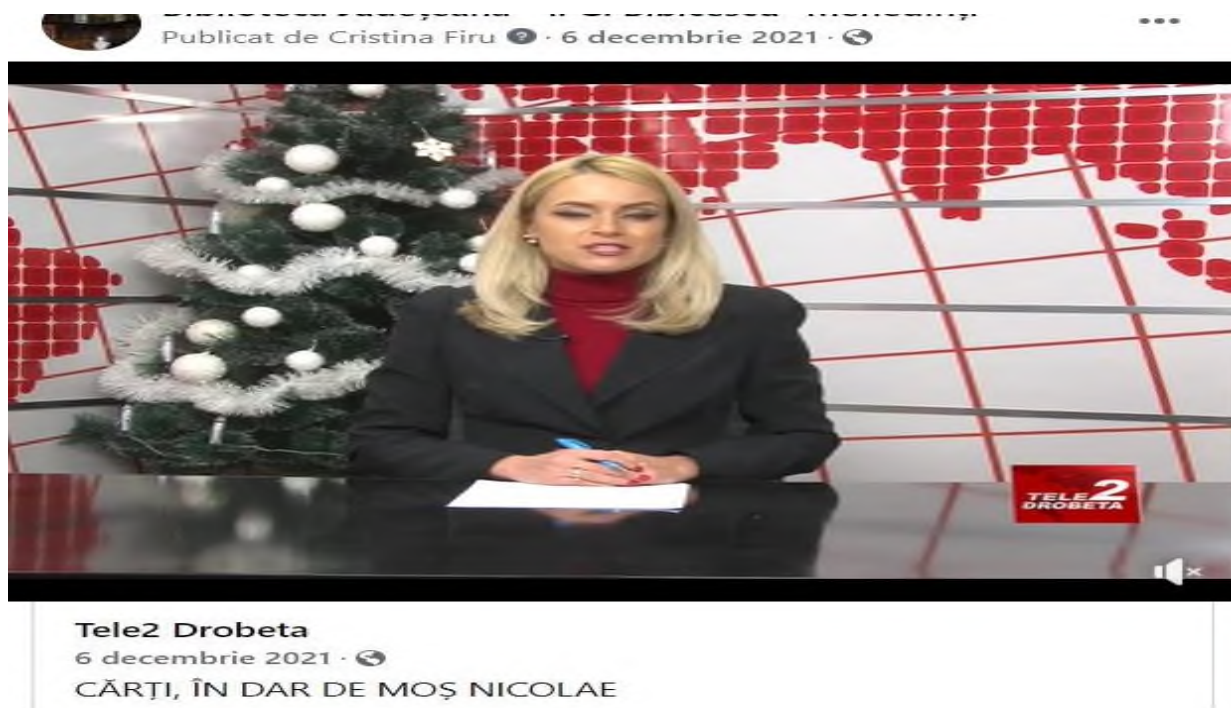 Publicat de Cristina Firu · 6 decembrie 2021 ·
TELE2
DROBETA
Tele2 Drobeta
6 decembrie 2021 ·
CĂRȚI, ÎN DAR DE MOȘ NICOLAE